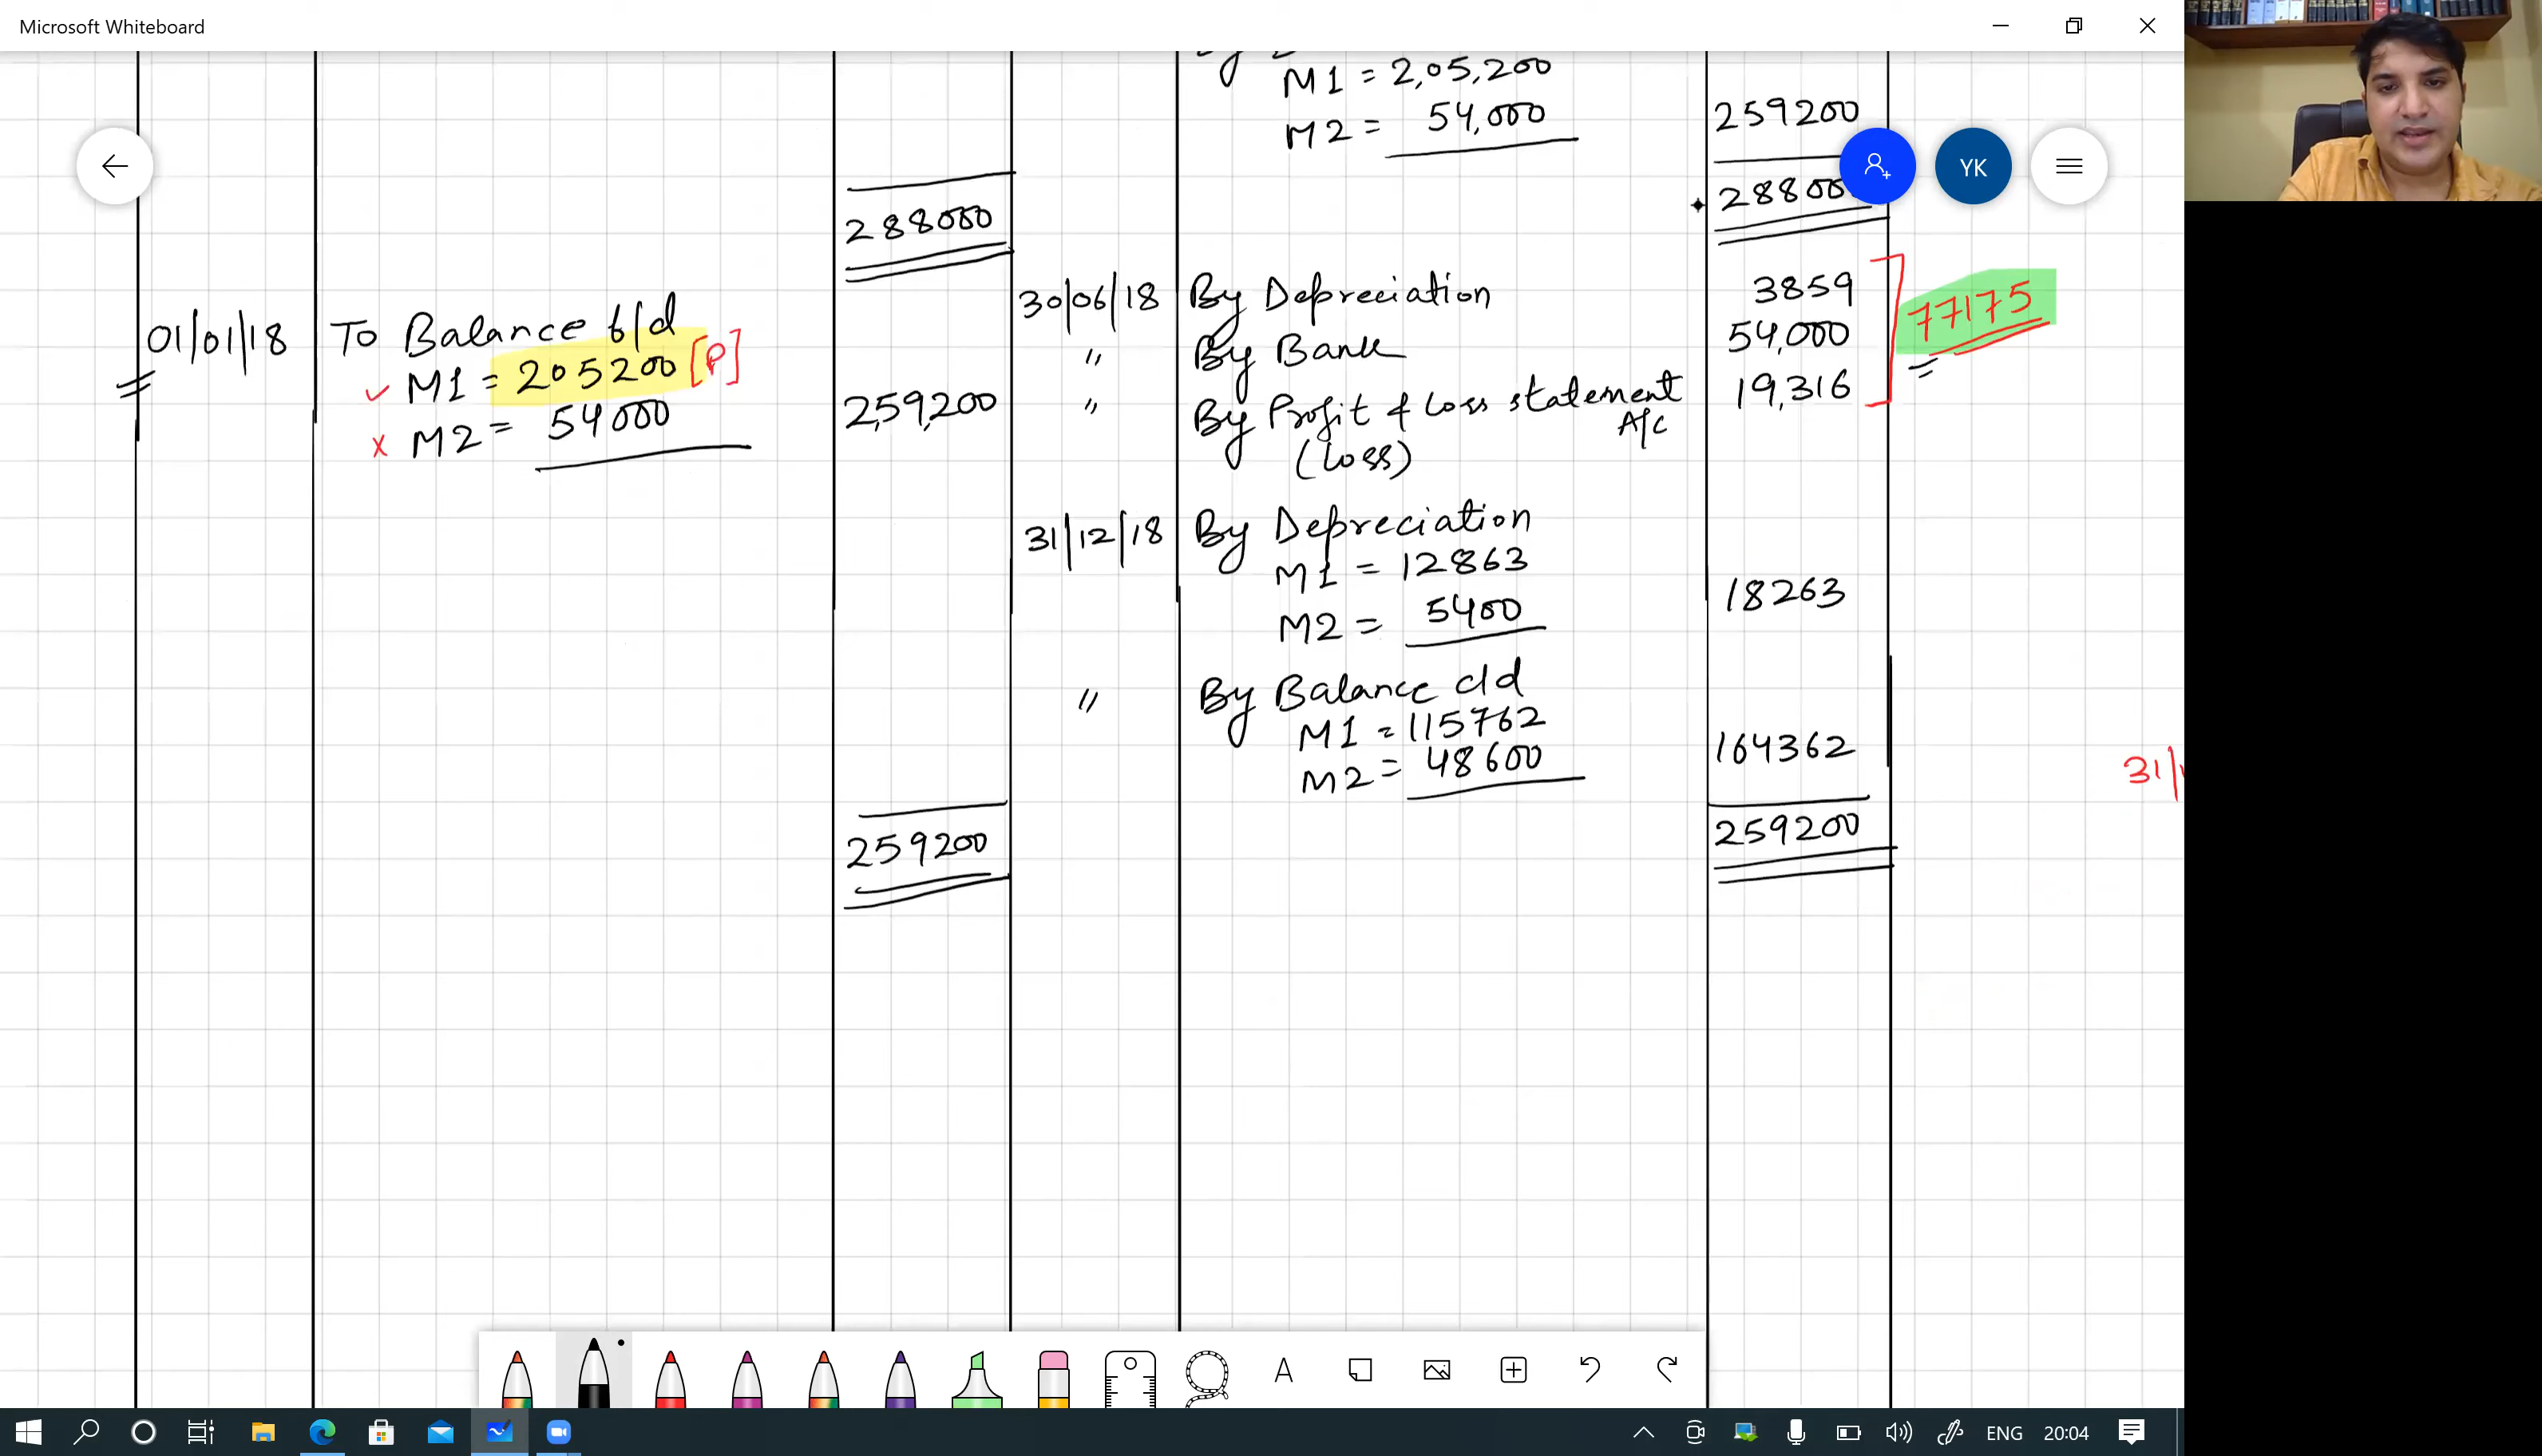 Microsoft Whiteboard
M1 = 2,05,200
M2 = 54,000
259200
288000
YK
01/01/18 To Balance b/d
M1 = 205200 [P]
M2 = 54000
259,200
30/06/18 By Depreciation 3859
" By Bank 54,000
" By Profit & Loss statement A/c 19,316
(Loss)
77175
31/12/18 By Depreciation
M1 = 12863
M2 = 5400
18263
" By Balance c/d
M1 = 115762
M2 = 48600
164362
31/
259200
259200
A
ENG 20:04